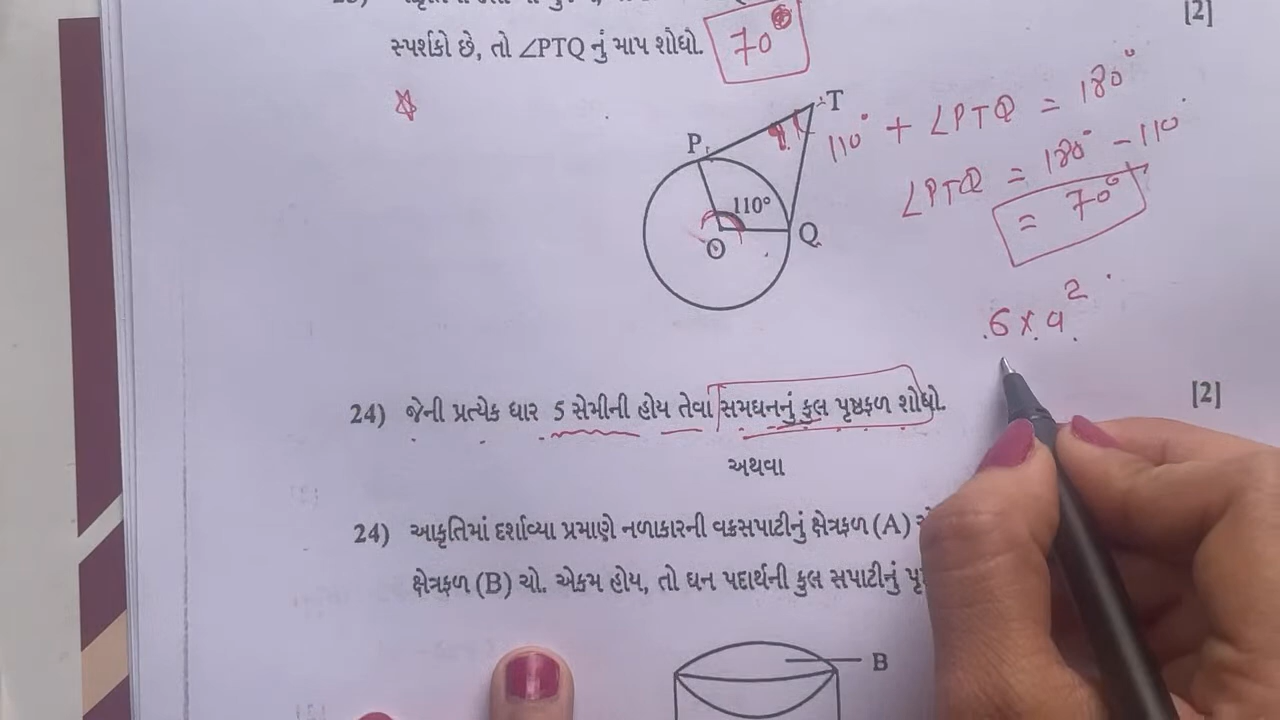 [2]
સ્પર્શકો છે, તો ∠PTQ નું માપ શોધો. 70°
T
P
110°
O
Q
110° + ∠PTQ = 180°
∠PTQ = 180° - 110°
= 70°
6 × a²
24) જેની પ્રત્યેક ધાર 5 સેમીની હોય તેવા સમઘનનું કુલ પૃષ્ઠફળ શોધો. [2]
અથવા
24) આકૃતિમાં દર્શાવ્યા પ્રમાણે નળાકારની વક્રસપાટીનું ક્ષેત્રફળ (A)
ક્ષેત્રફળ (B) ચો. એકમ હોય, તો ઘન પદાર્થની કુલ સપાટીનું
B